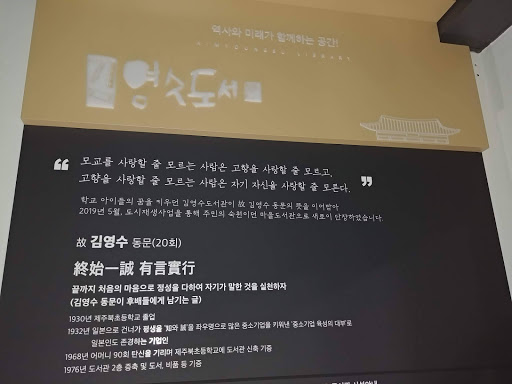 역사와 미래가 함께하는 공간!
KIMYOUNGSU LIBRARY
김영수도서관
“ 모교를 사랑할 줄 모르는 사람은 고향을 사랑할 줄 모르고,
고향을 사랑할 줄 모르는 사람은 자기 자신을 사랑할 줄 모른다. ”
학교 아이들의 꿈을 키우던 김영수도서관이 故 김영수 동문의 뜻을 이어받아
2019년 5월, 도시재생사업을 통해 주민의 숙원이던 마을도서관으로 새로이 단장하였습니다.
故 김영수 동문(20회)
終始一誠 有言實行
끝까지 처음의 마음으로 정성을 다하여 자기가 말한 것을 실천하자
(김영수 동문이 후배들에게 남기는 글)
1930년 제주북초등학교 졸업
1932년 일본으로 건너가 평생을 '和와 誠'을 좌우명으로 많은 중소기업을 키워낸 '중소기업 육성의 대부'로
일본인도 존경하는 기업인
1968년 어머니 90회 탄신을 기리며 제주북초등학교에 도서관 신축 기증
1976년 도서관 2층 증축 및 도서, 비품 등 기증